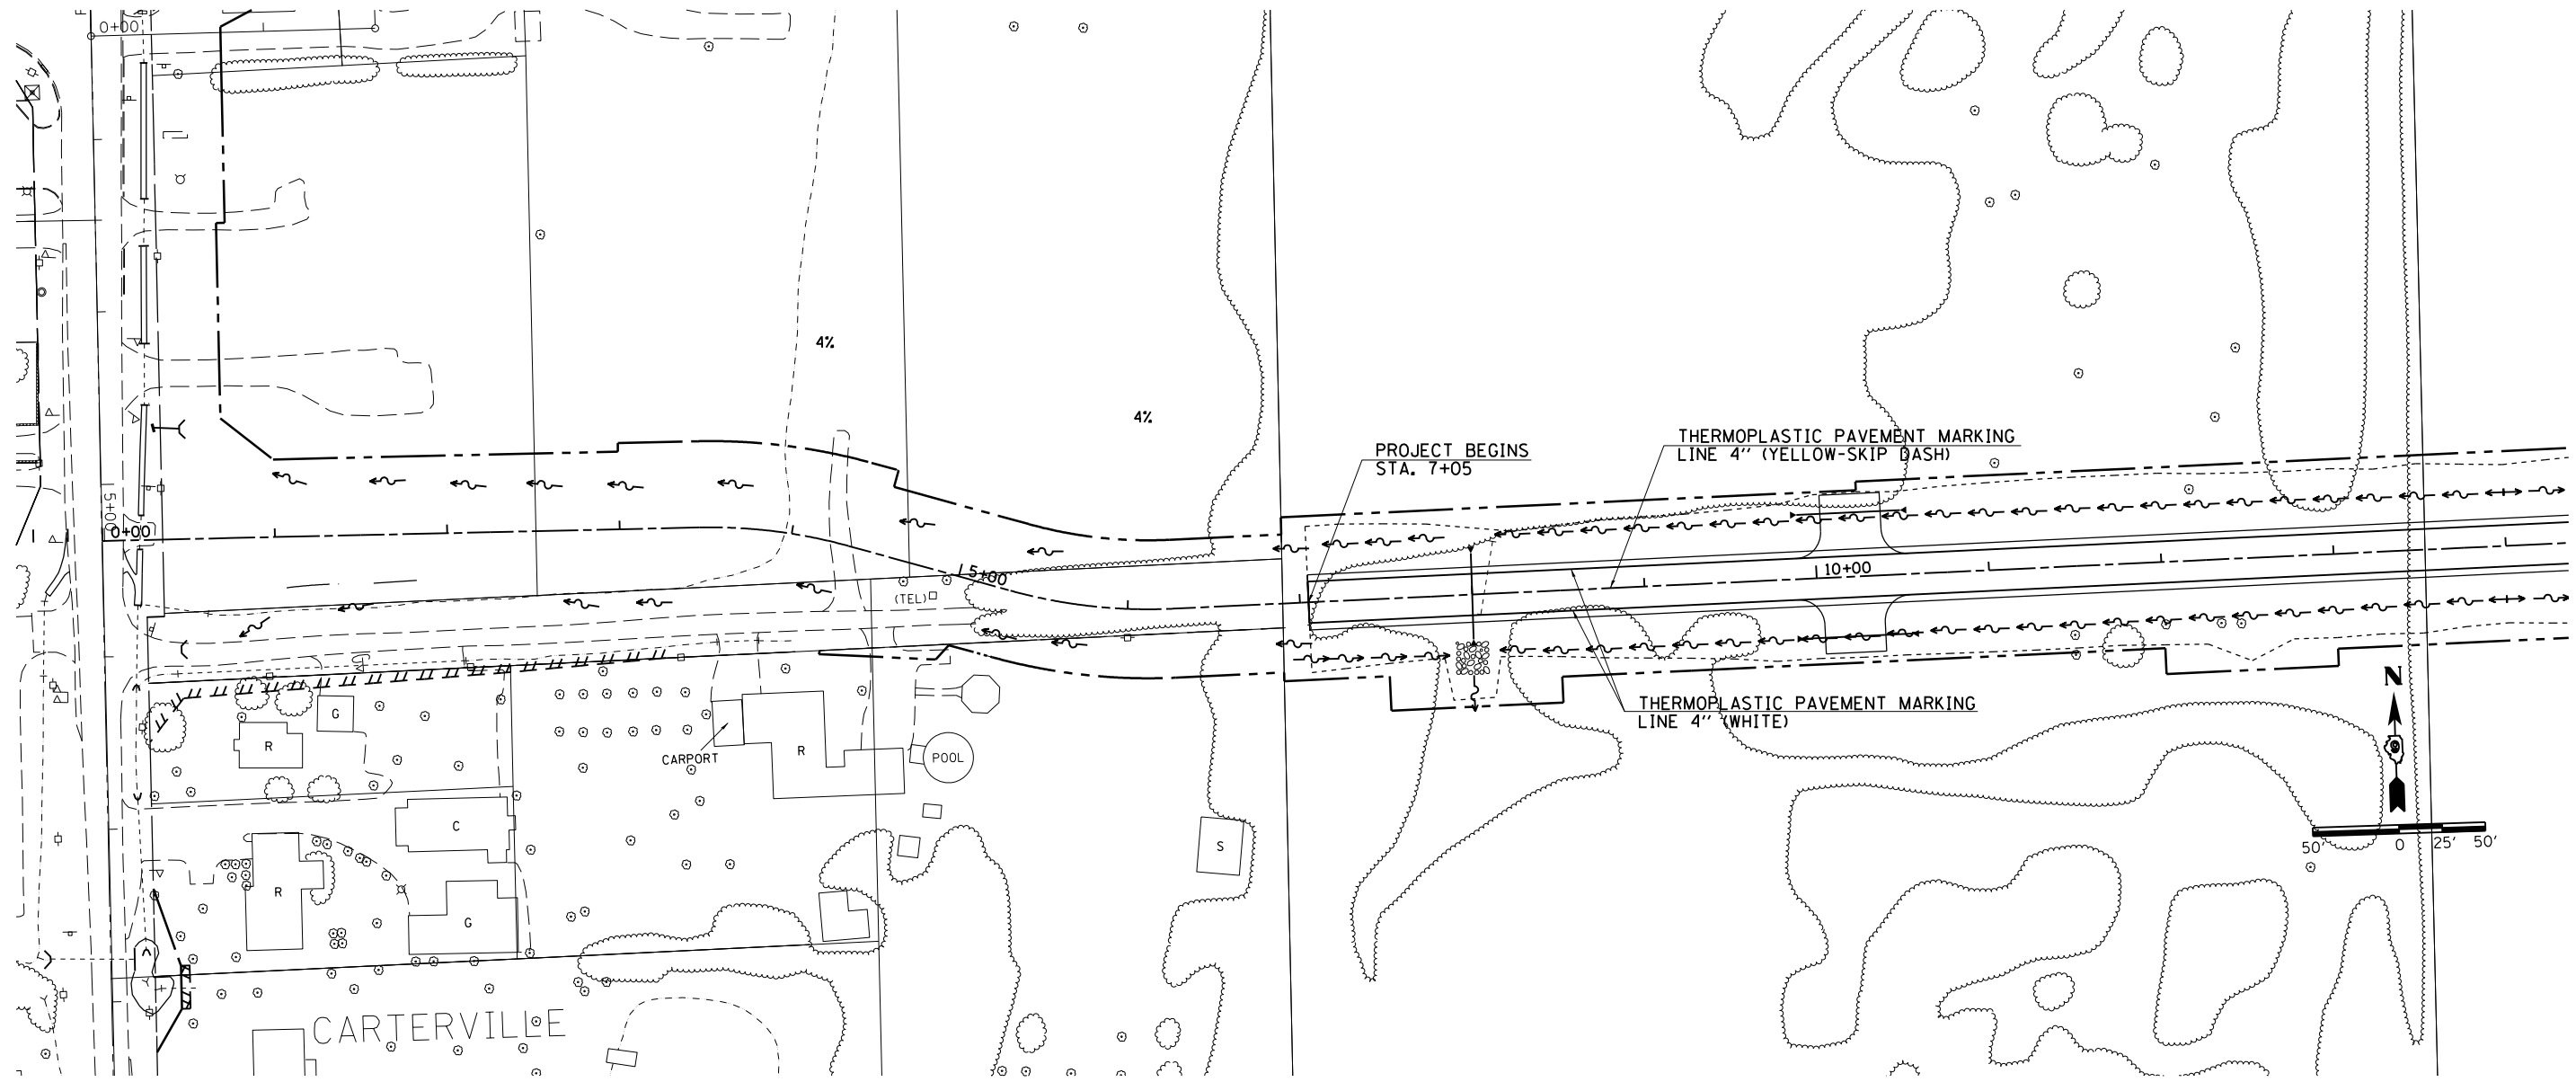 0+00
5+00
0+00
4%
4%
PROJECT BEGINS
STA. 7+05
THERMOPLASTIC PAVEMENT MARKING
LINE 4'' (YELLOW-SKIP DASH)
5+00
10+00
(TEL)
THERMOPLASTIC PAVEMENT MARKING
LINE 4'' (WHITE)
N
G
R
CARPORT
R
POOL
C
S
R
G
50'
0
25'
50'
CARTERVILLE